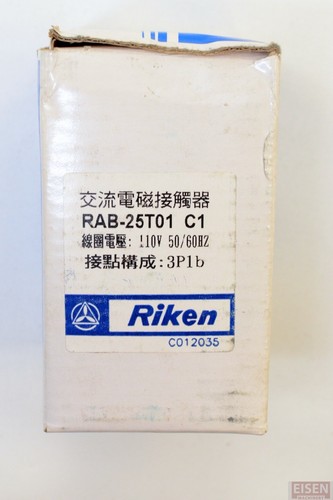 交流電磁接觸器
RAB-25T01 C1
線圈電壓: 110V 50/60HZ
接點構成:3P1b
Riken
C012035
EISEN